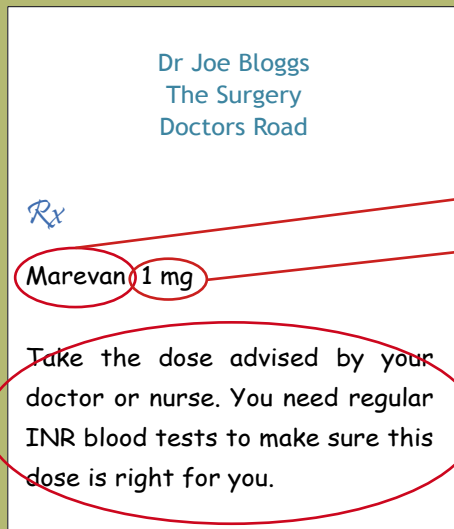 Dr Joe Bloggs
The Surgery
Doctors Road
Rx
Marevan 1 mg
Take the dose advised by your
doctor or nurse. You need regular
INR blood tests to make sure this
dose is right for you.